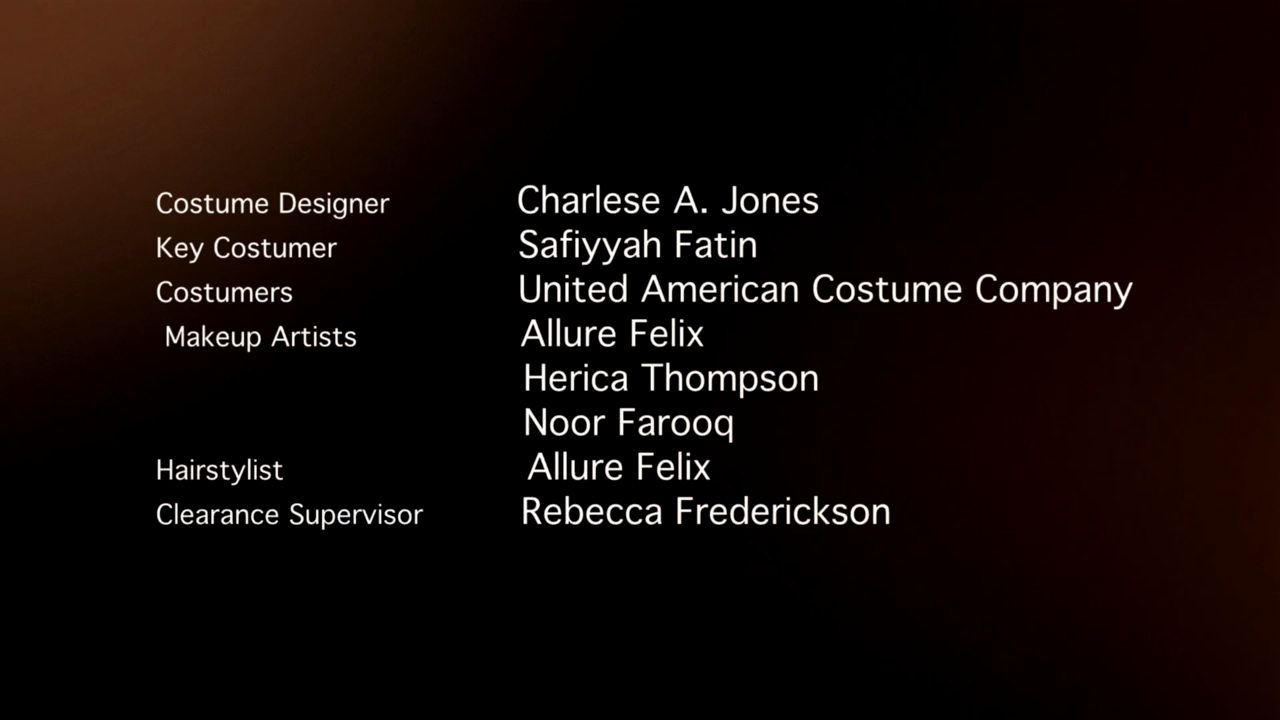 Costume Designer Charlese A. Jones
Key Costumer Safiyyah Fatin
Costumers United American Costume Company
Makeup Artists Allure Felix
Herica Thompson
Noor Farooq
Hairstylist Allure Felix
Clearance Supervisor Rebecca Frederickson